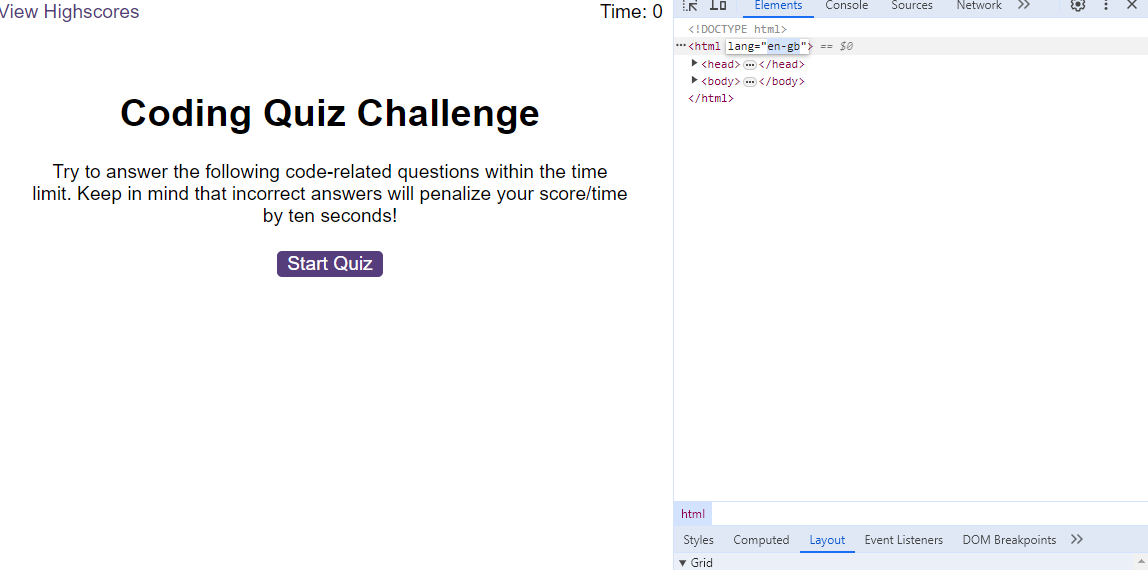 View Highscores
Time: 0
Coding Quiz Challenge
Try to answer the following code-related questions within the time
limit. Keep in mind that incorrect answers will penalize your score/time
by ten seconds!
Start Quiz
Elements Console Sources Network
<!DOCTYPE html>
<html lang="en-gb"> == $0
<head> … </head>
<body> … </body>
</html>
html
Styles Computed Layout Event Listeners DOM Breakpoints
Grid